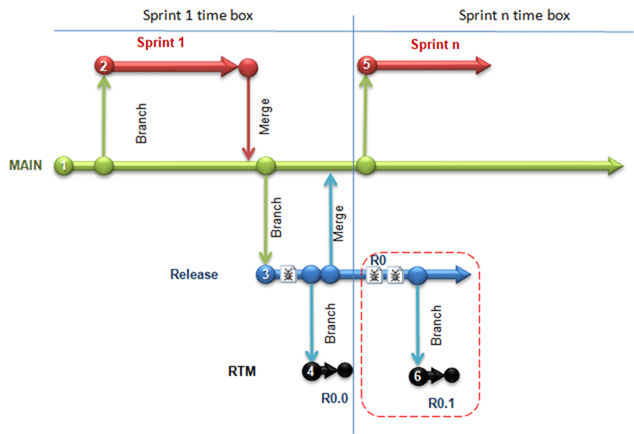 Sprint 1 time box
Sprint n time box
Sprint 1
Sprint n
2
5
Branch
Merge
MAIN
1
Branch
Merge
R0
Release
3
Branch
Branch
RTM
4
6
R0.0
R0.1